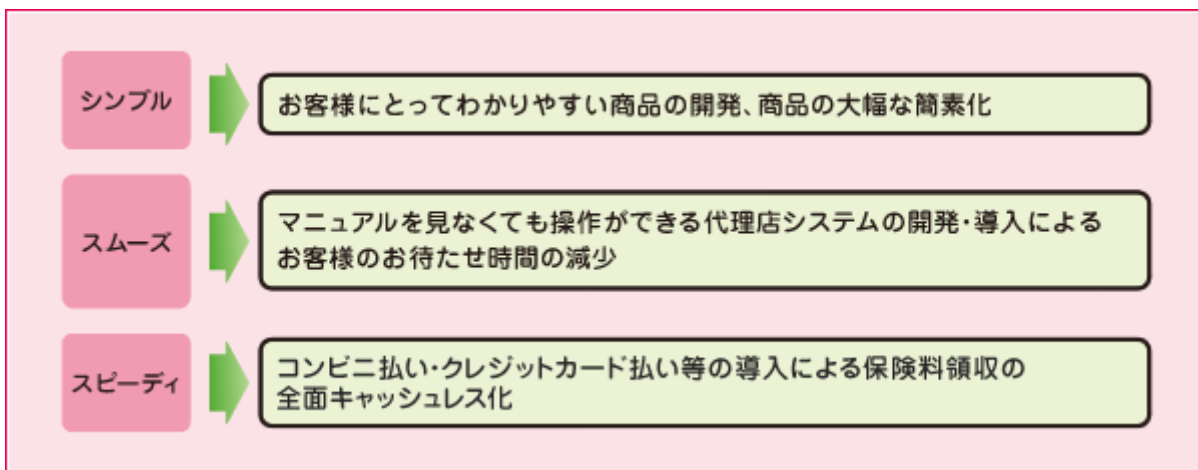 シンプル
お客様にとってわかりやすい商品の開発、商品の大幅な簡素化
スムーズ
マニュアルを見なくても操作ができる代理店システムの開発・導入による
お客様のお待たせ時間の減少
スピーディ
コンビニ払い・クレジットカード払い等の導入による保険料領収の
全面キャッシュレス化